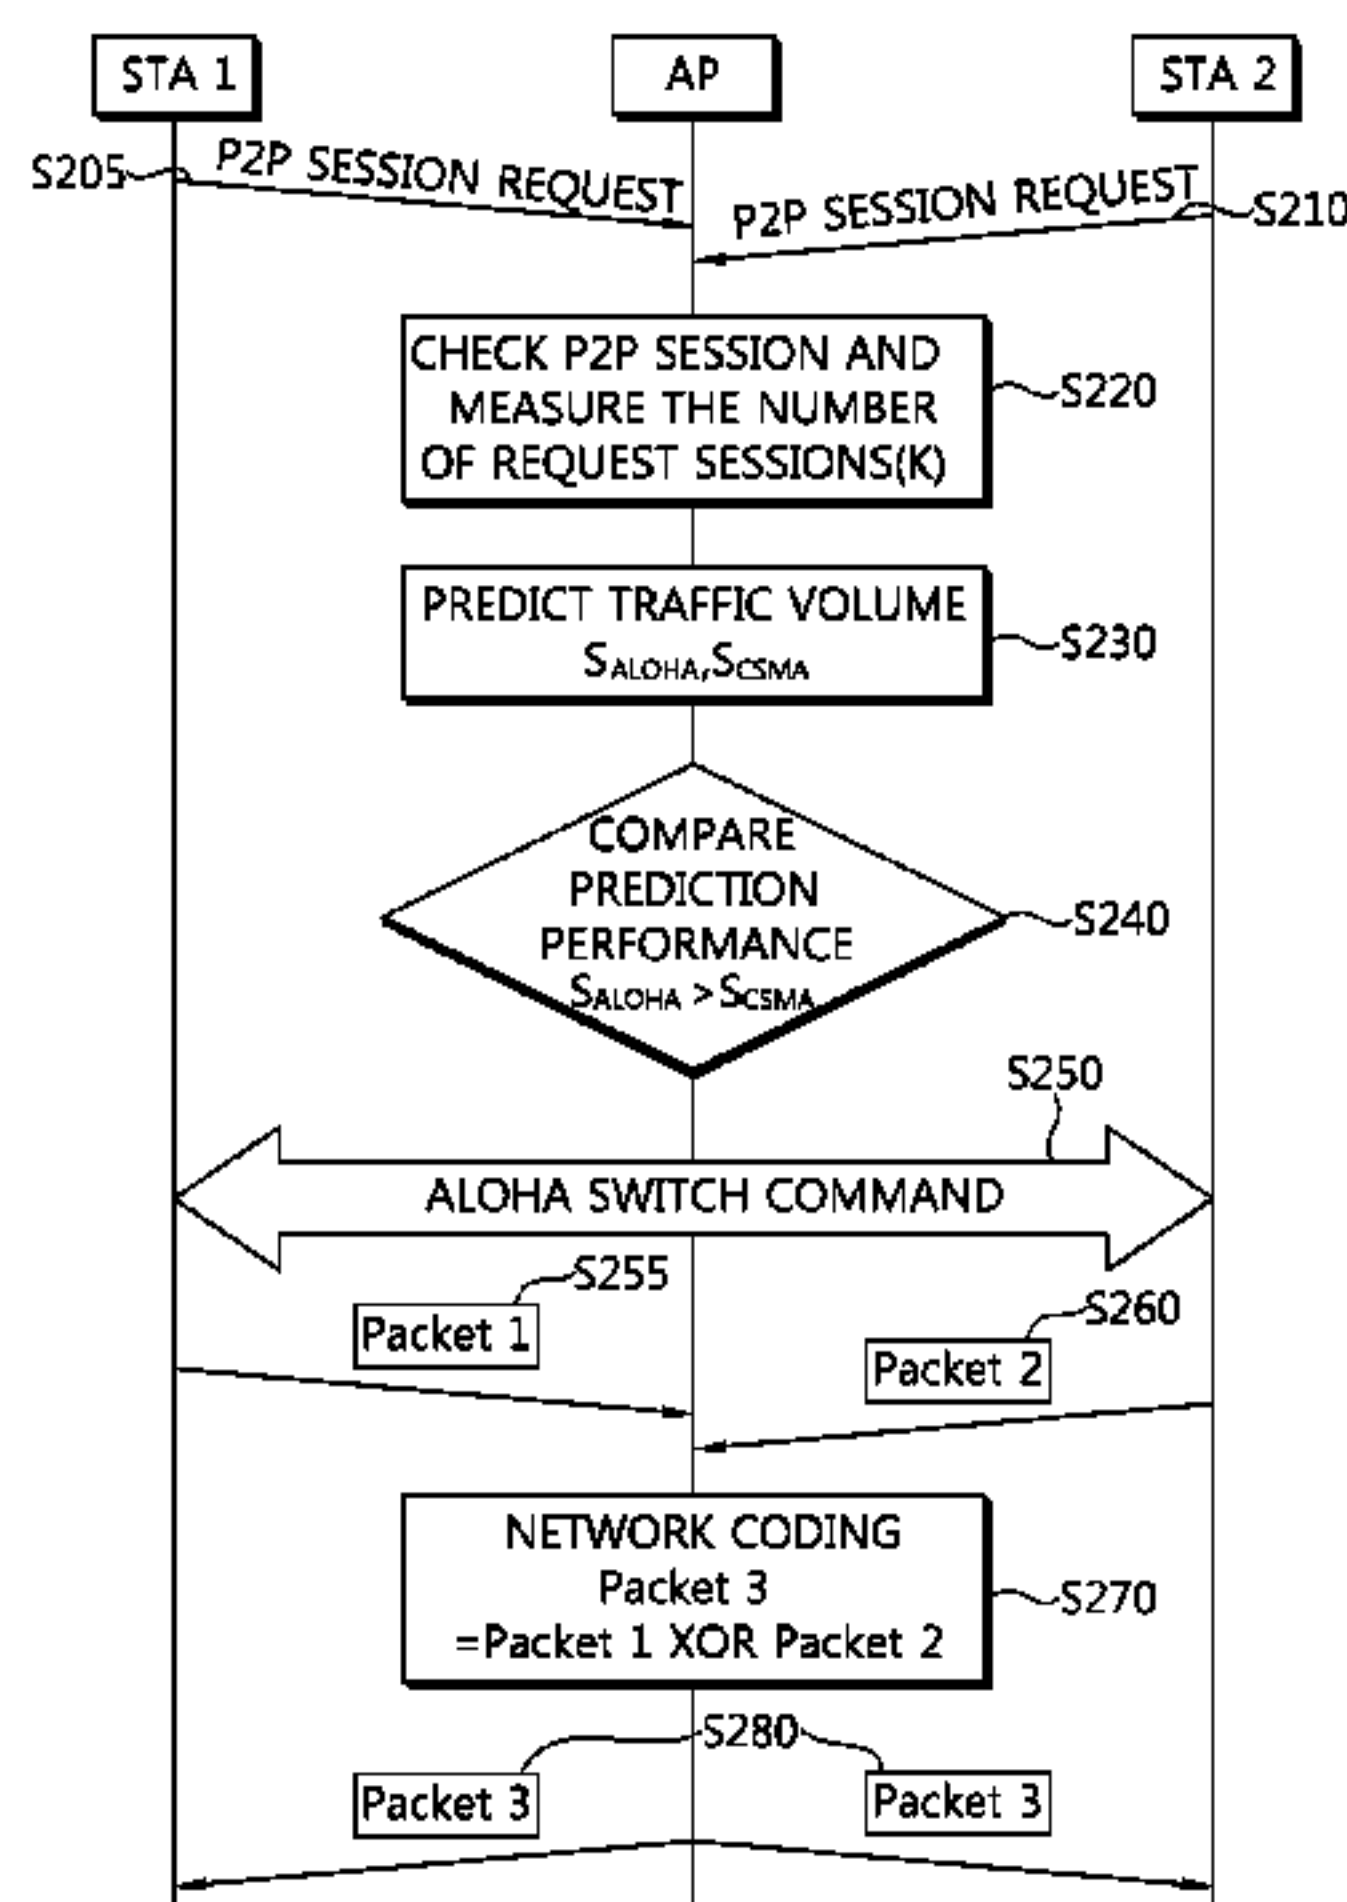 STA 1
AP
STA 2
S205
P2P SESSION REQUEST
P2P SESSION REQUEST
S210
CHECK P2P SESSION AND
MEASURE THE NUMBER
OF REQUEST SESSIONS(K)
S220
PREDICT TRAFFIC VOLUME
SALOHA,SCSMA
S230
COMPARE
PREDICTION
PERFORMANCE
SALOHA > SCSMA
S240
S250
ALOHA SWITCH COMMAND
S255
Packet 1
S260
Packet 2
NETWORK CODING
Packet 3
=Packet 1 XOR Packet 2
S270
S280
Packet 3
Packet 3